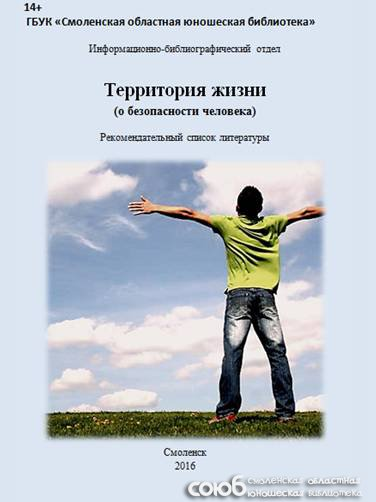 14+
ГБУК «Смоленская областная юношеская библиотека»
Информационно-библиографический отдел
Территория жизни
(о безопасности человека)
Рекомендательный список литературы
Смоленск
2016
СОЮБ смоленская областная
юношеская библиотека